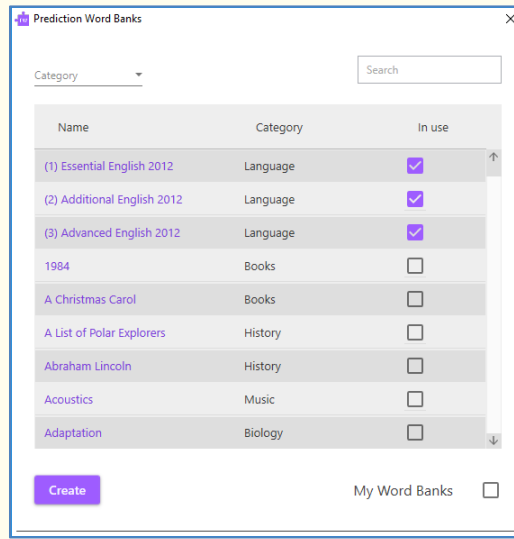 Prediction Word Banks
Category
Search
Name Category In use
(1) Essential English 2012 Language
(2) Additional English 2012 Language
(3) Advanced English 2012 Language
1984 Books
A Christmas Carol Books
A List of Polar Explorers History
Abraham Lincoln History
Acoustics Music
Adaptation Biology
Create My Word Banks